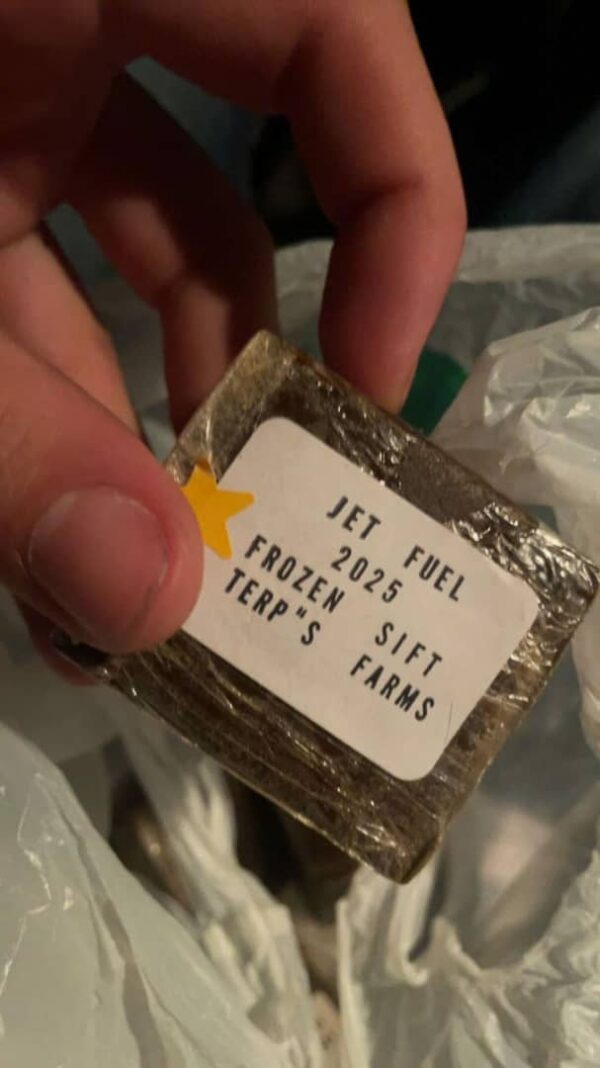 JET FUEL
2025
FROZEN SIFT
TERP"S FARMS